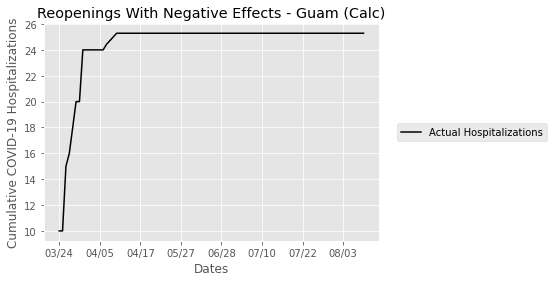 Reopenings With Negative Effects - Guam (Calc)
Cumulative COVID-19 Hospitalizations
26
24
22
20
18
16
14
12
10
03/24 04/05 04/17 05/27 06/28 07/10 07/22 08/03
Dates
Actual Hospitalizations